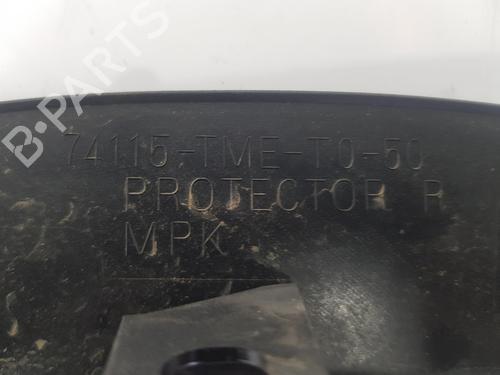 74115-TME-T0-50
PROTECTOR R
MPK
B-PARTS